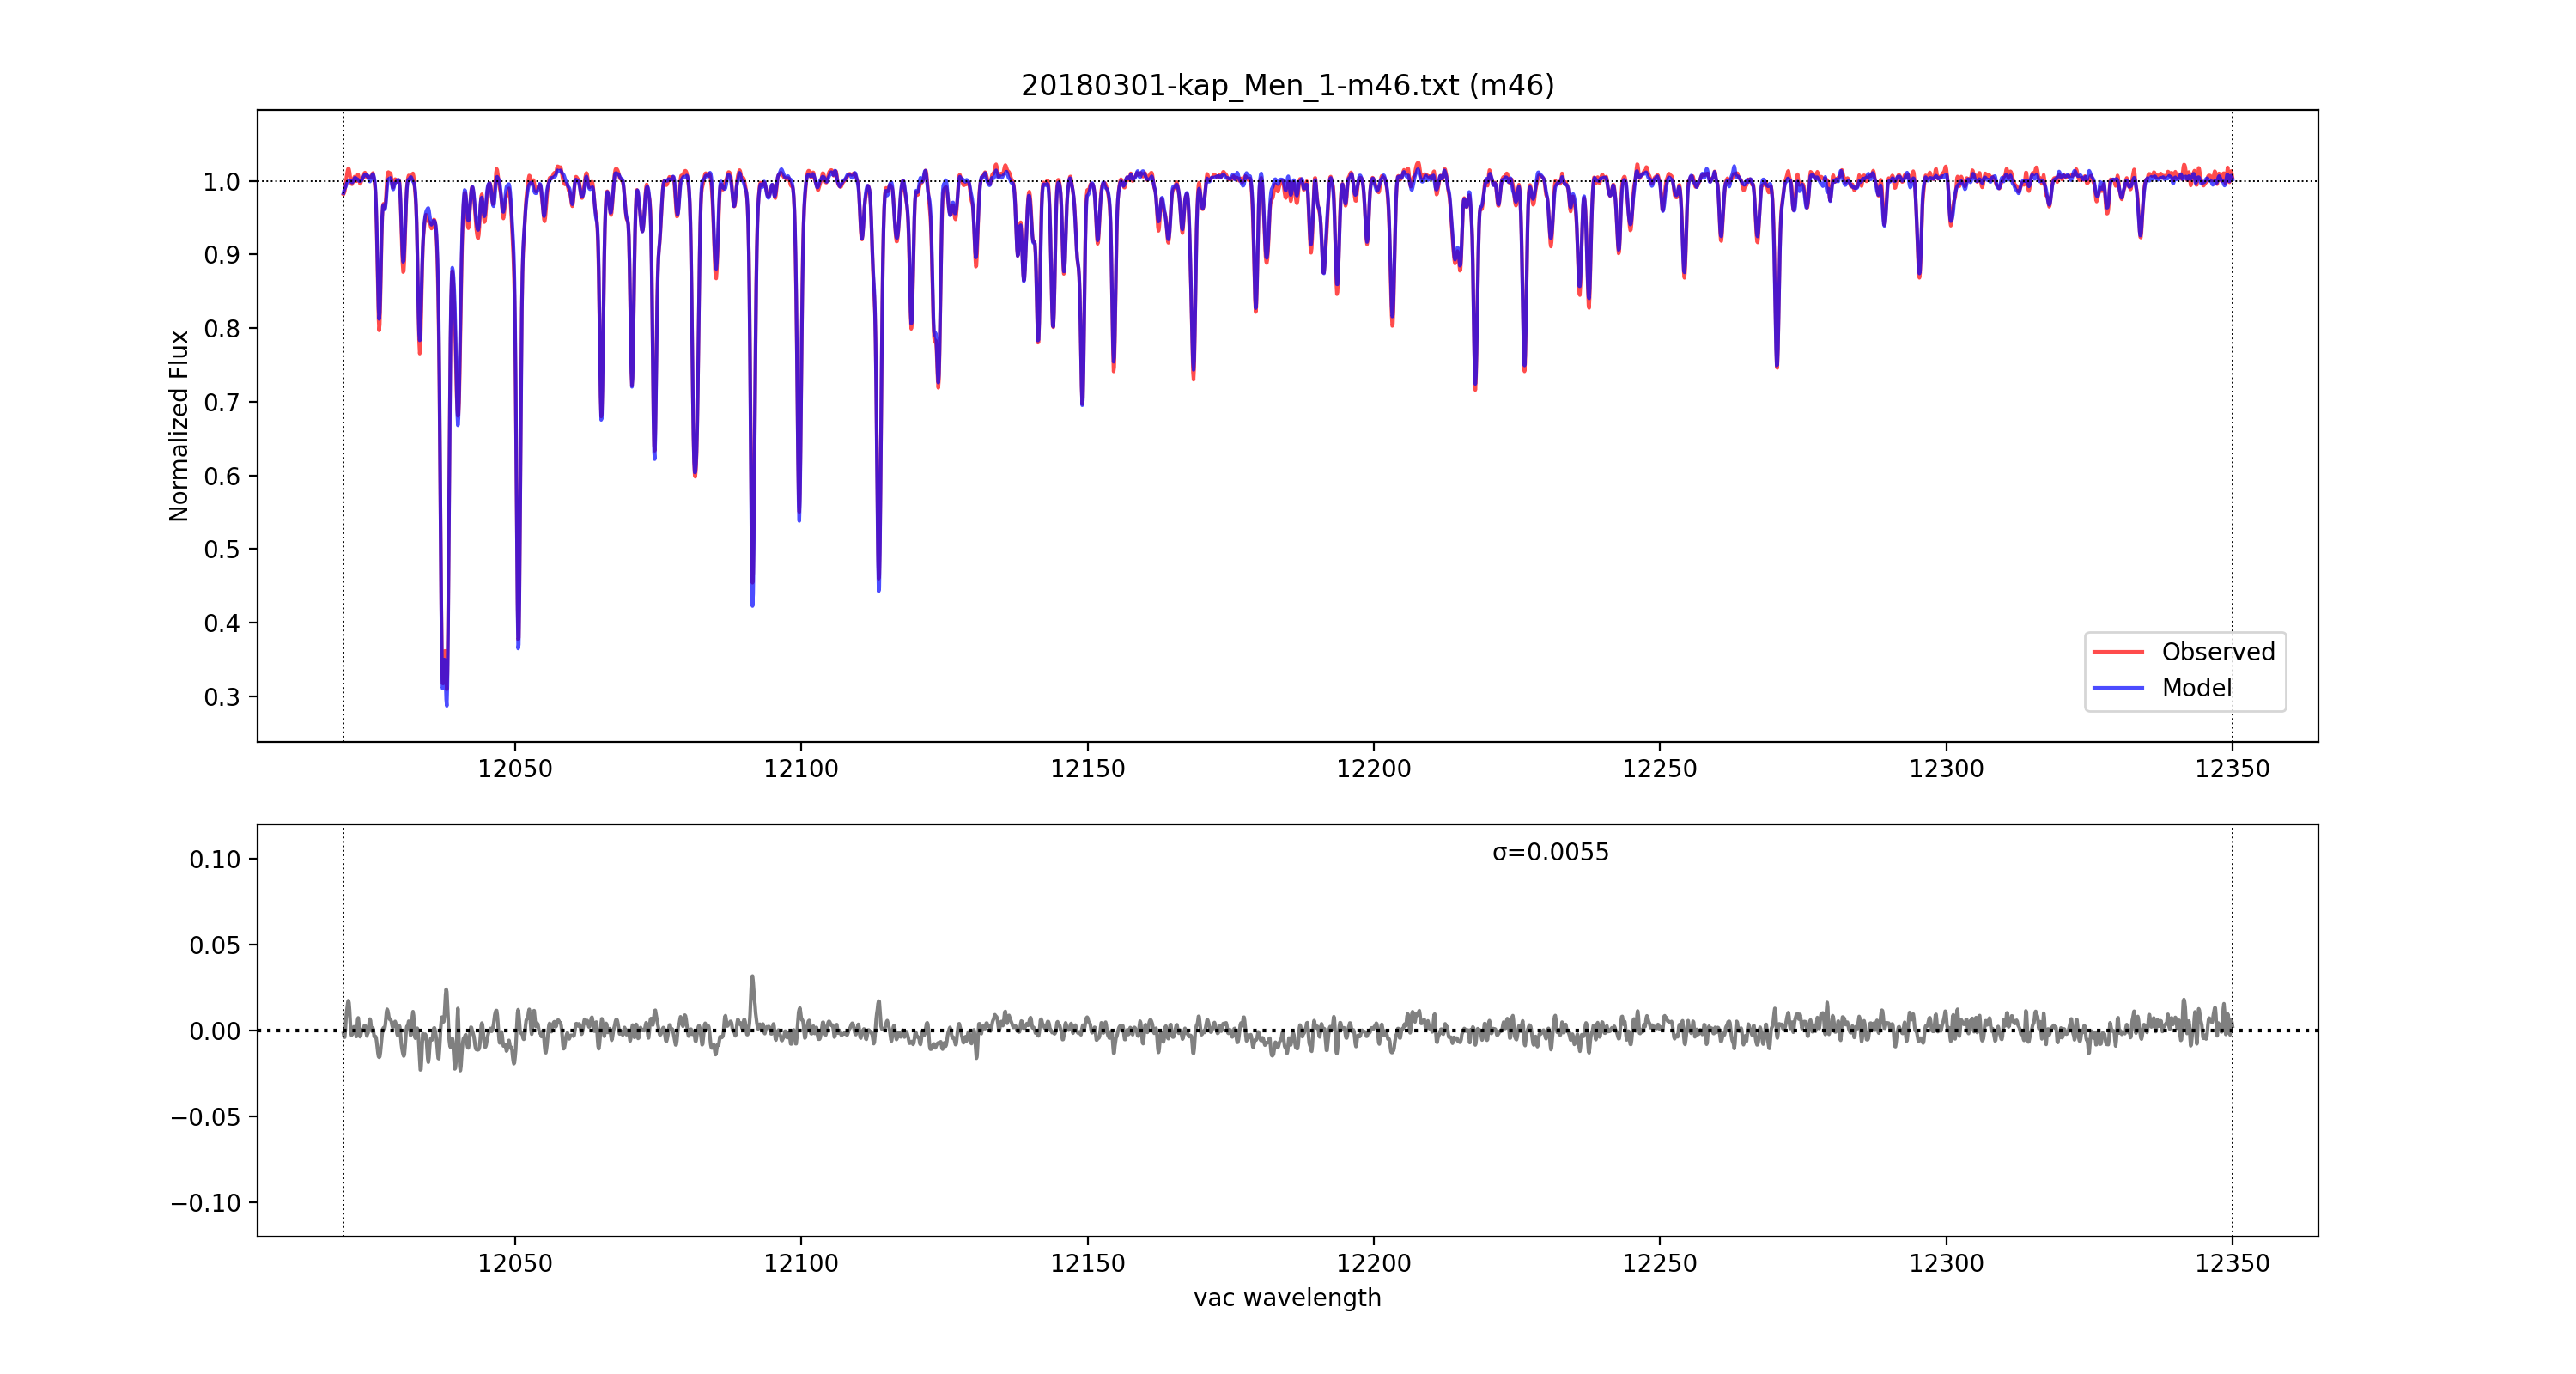 20180301-kap_Men_1-m46.txt (m46)
1.0
0.9
0.8
0.7
0.6
0.5
0.4
0.3
Normalized Flux
Observed
Model
12050 12100 12150 12200 12250 12300 12350
σ=0.0055
0.10
0.05
0.00
−0.05
−0.10
12050 12100 12150 12200 12250 12300 12350
vac wavelength